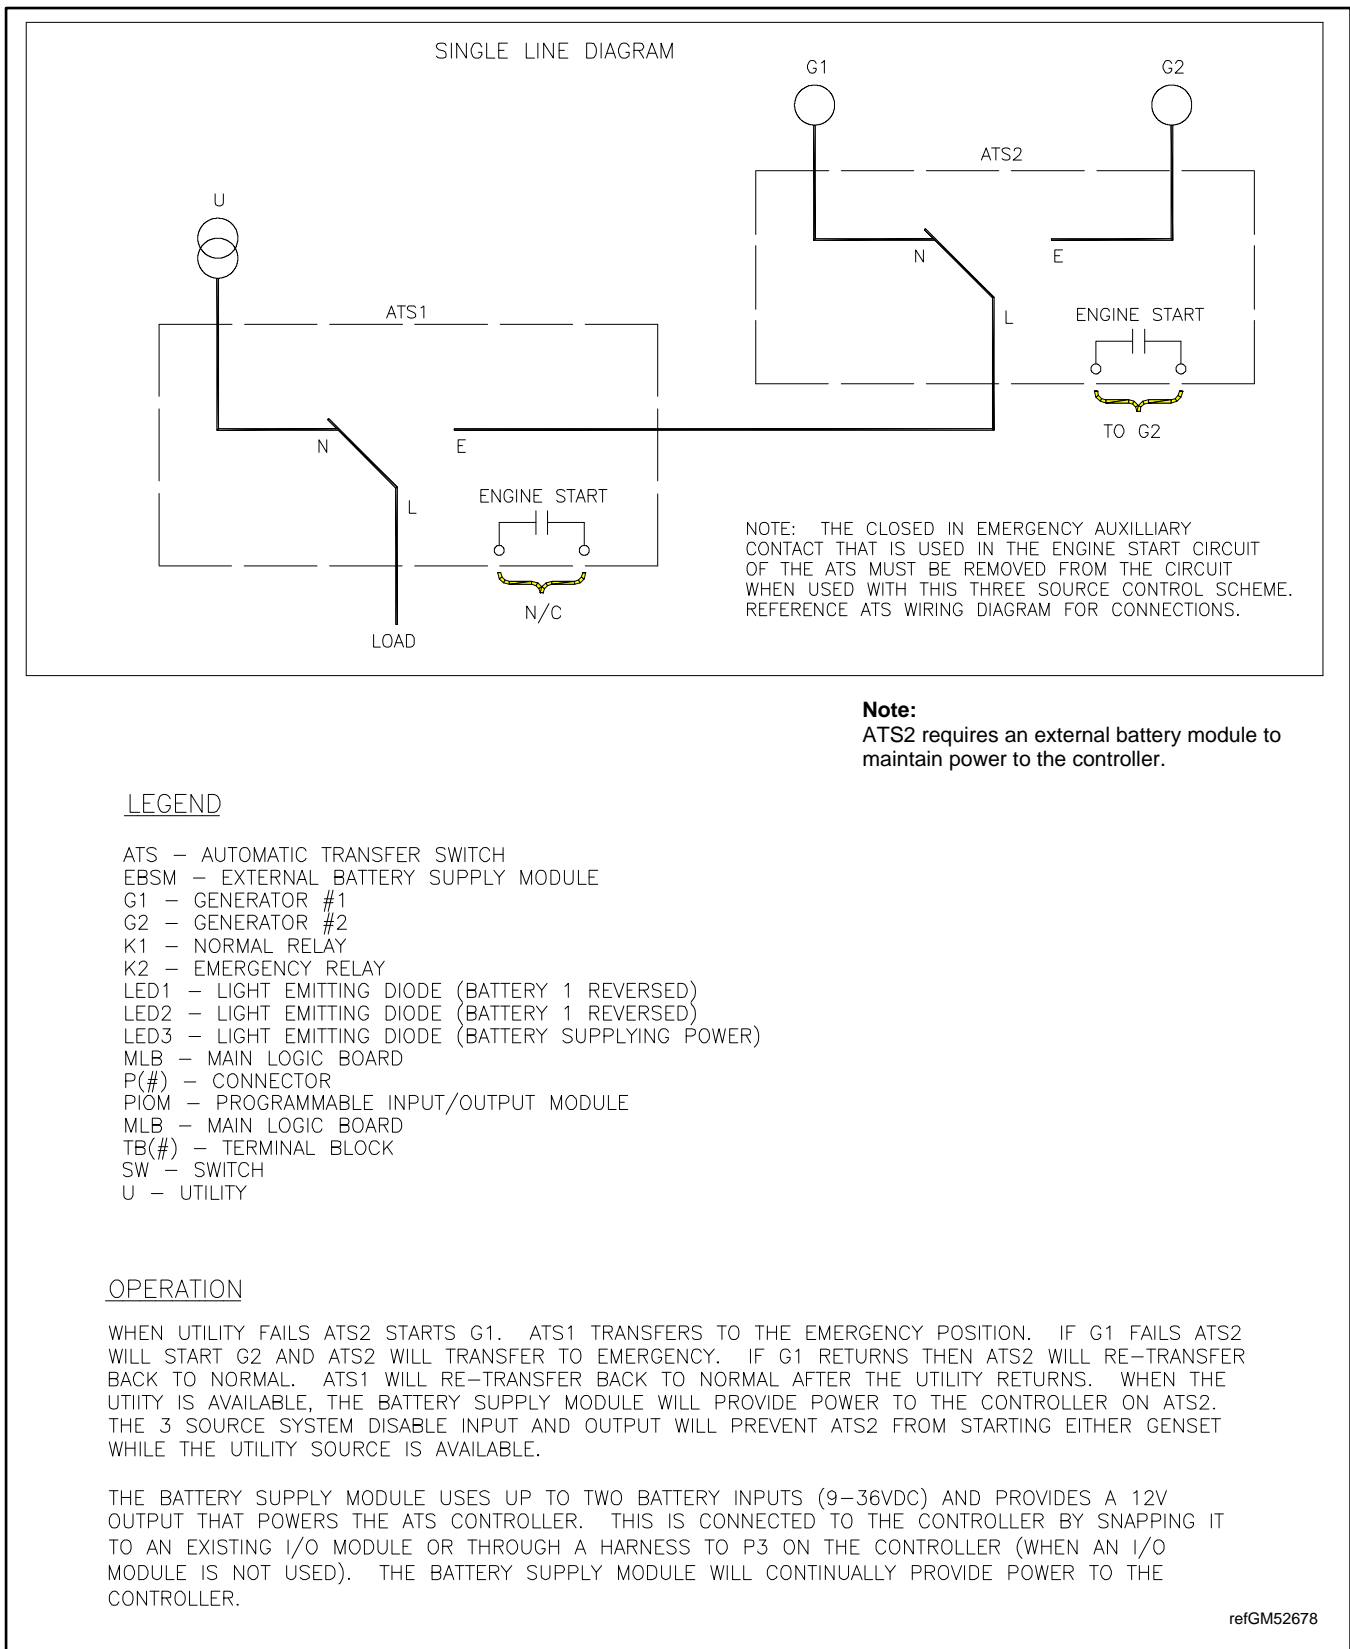 SINGLE LINE DIAGRAM
G1
G2
ATS2
U
N
E
ATS1
L
ENGINE START
TO G2
N
E
L
ENGINE START
N/C
LOAD
NOTE: THE CLOSED IN EMERGENCY AUXILLIARY
CONTACT THAT IS USED IN THE ENGINE START CIRCUIT
OF THE ATS MUST BE REMOVED FROM THE CIRCUIT
WHEN USED WITH THIS THREE SOURCE CONTROL SCHEME.
REFERENCE ATS WIRING DIAGRAM FOR CONNECTIONS.
Note:
ATS2 requires an external battery module to
maintain power to the controller.
LEGEND
ATS – AUTOMATIC TRANSFER SWITCH
EBSM – EXTERNAL BATTERY SUPPLY MODULE
G1 – GENERATOR #1
G2 – GENERATOR #2
K1 – NORMAL RELAY
K2 – EMERGENCY RELAY
LED1 – LIGHT EMITTING DIODE (BATTERY 1 REVERSED)
LED2 – LIGHT EMITTING DIODE (BATTERY 1 REVERSED)
LED3 – LIGHT EMITTING DIODE (BATTERY SUPPLYING POWER)
MLB – MAIN LOGIC BOARD
P(#) – CONNECTOR
PIOM – PROGRAMMABLE INPUT/OUTPUT MODULE
MLB – MAIN LOGIC BOARD
TB(#) – TERMINAL BLOCK
SW – SWITCH
U – UTILITY
OPERATION
WHEN UTILITY FAILS ATS2 STARTS G1. ATS1 TRANSFERS TO THE EMERGENCY POSITION. IF G1 FAILS ATS2
WILL START G2 AND ATS2 WILL TRANSFER TO EMERGENCY. IF G1 RETURNS THEN ATS2 WILL RE–TRANSFER
BACK TO NORMAL. ATS1 WILL RE–TRANSFER BACK TO NORMAL AFTER THE UTILITY RETURNS. WHEN THE
UTIITY IS AVAILABLE, THE BATTERY SUPPLY MODULE WILL PROVIDE POWER TO THE CONTROLLER ON ATS2.
THE 3 SOURCE SYSTEM DISABLE INPUT AND OUTPUT WILL PREVENT ATS2 FROM STARTING EITHER GENSET
WHILE THE UTILITY SOURCE IS AVAILABLE.
THE BATTERY SUPPLY MODULE USES UP TO TWO BATTERY INPUTS (9–36VDC) AND PROVIDES A 12V
OUTPUT THAT POWERS THE ATS CONTROLLER. THIS IS CONNECTED TO THE CONTROLLER BY SNAPPING IT
TO AN EXISTING I/O MODULE OR THROUGH A HARNESS TO P3 ON THE CONTROLLER (WHEN AN I/O
MODULE IS NOT USED). THE BATTERY SUPPLY MODULE WILL CONTINUALLY PROVIDE POWER TO THE
CONTROLLER.
refGM52678